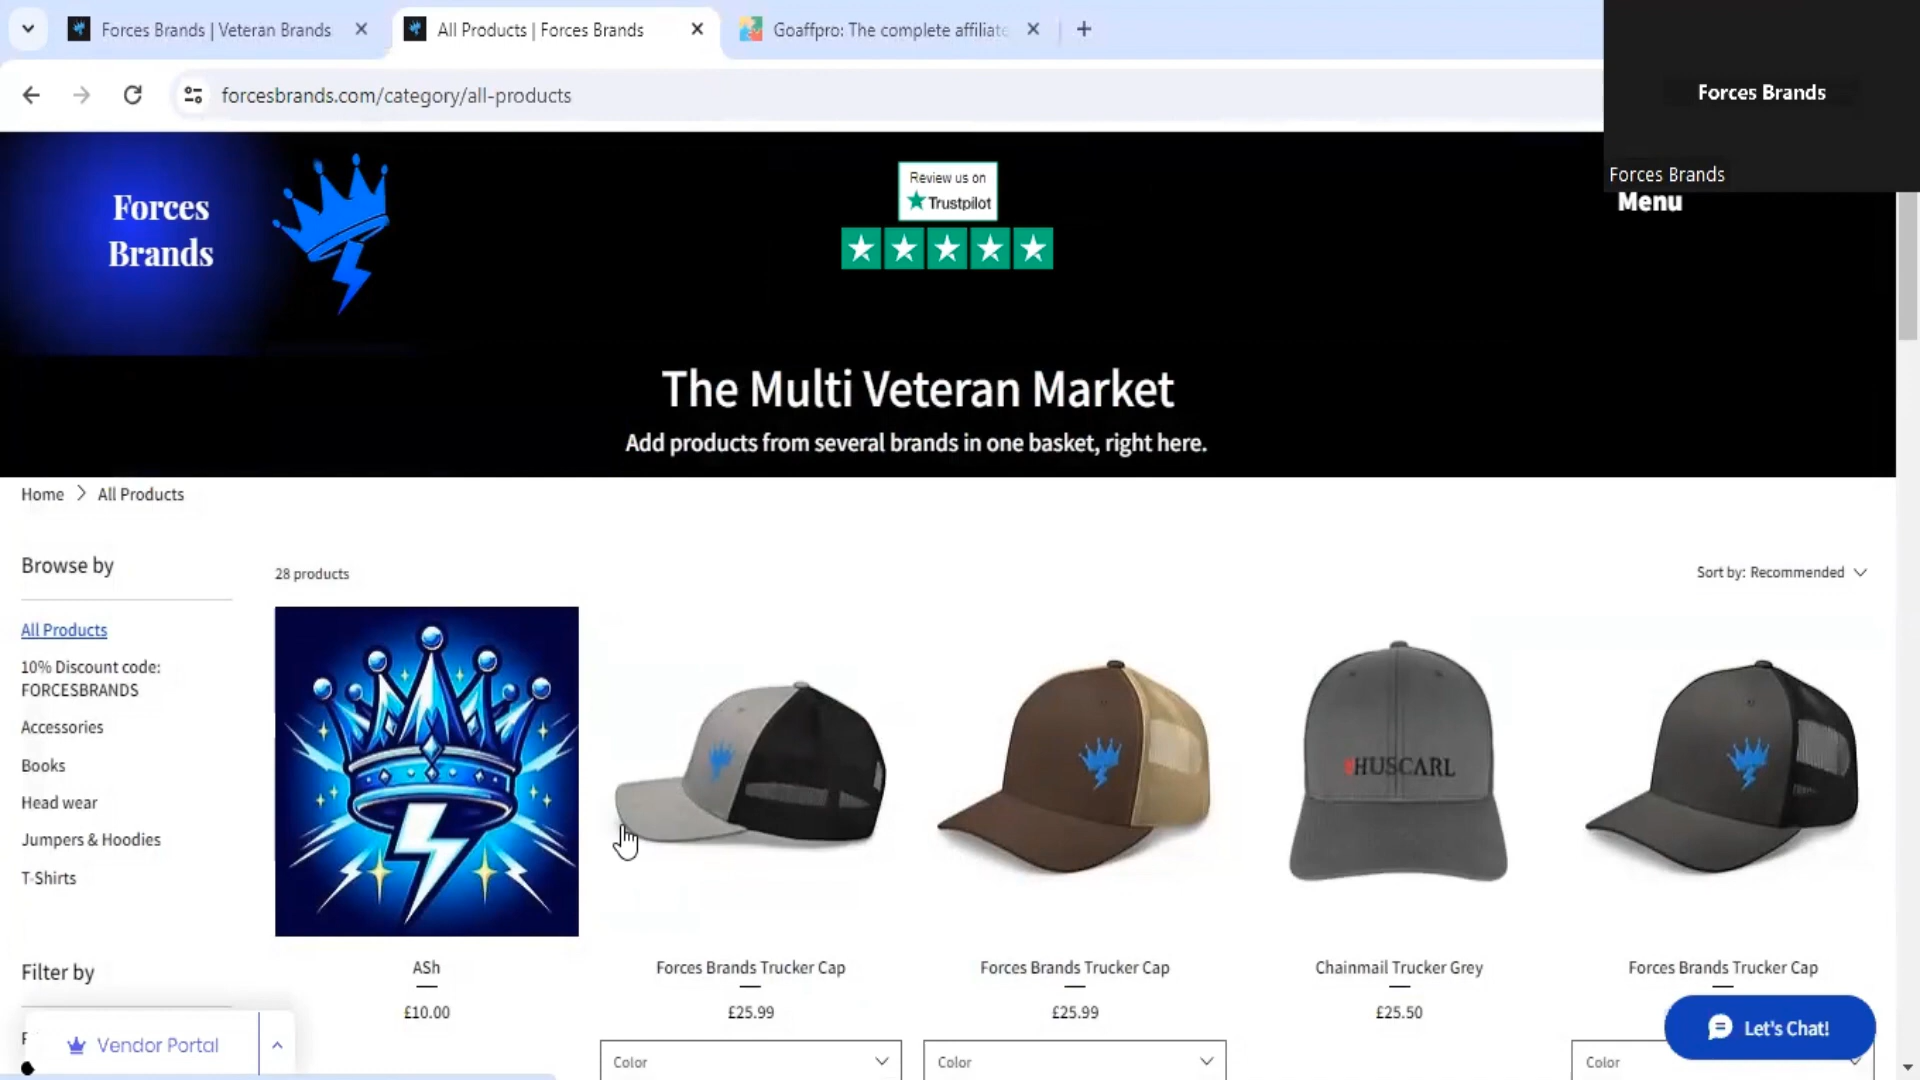 Forces Brands | Veteran Brands
All Products | Forces Brands
Goaffpro: The complete affiliate
forcesbrands.com/category/all-products
Forces Brands
Forces Brands
Menu
Forces
Brands
Review us on
Trustpilot
The Multi Veteran Market
Add products from several brands in one basket, right here.
Home > All Products
Browse by
28 products
Sort by: Recommended
All Products
10% Discount code:
FORCESBRANDS
Accessories
Books
Head wear
Jumpers & Hoodies
T-Shirts
HUSCARL
Filter by
ASh
£10.00
Forces Brands Trucker Cap
£25.99
Forces Brands Trucker Cap
£25.99
Chainmail Trucker Grey
£25.50
Forces Brands Trucker Cap
Vendor Portal
Color
Color
Color
Let's Chat!